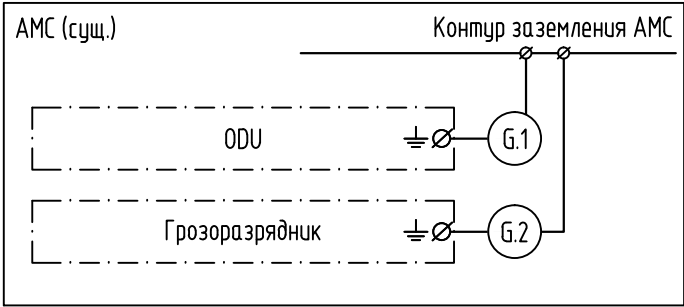 АМС (сущ.)
Контур заземления АМС
ODU
G.1
Грозоразрядник
G.2